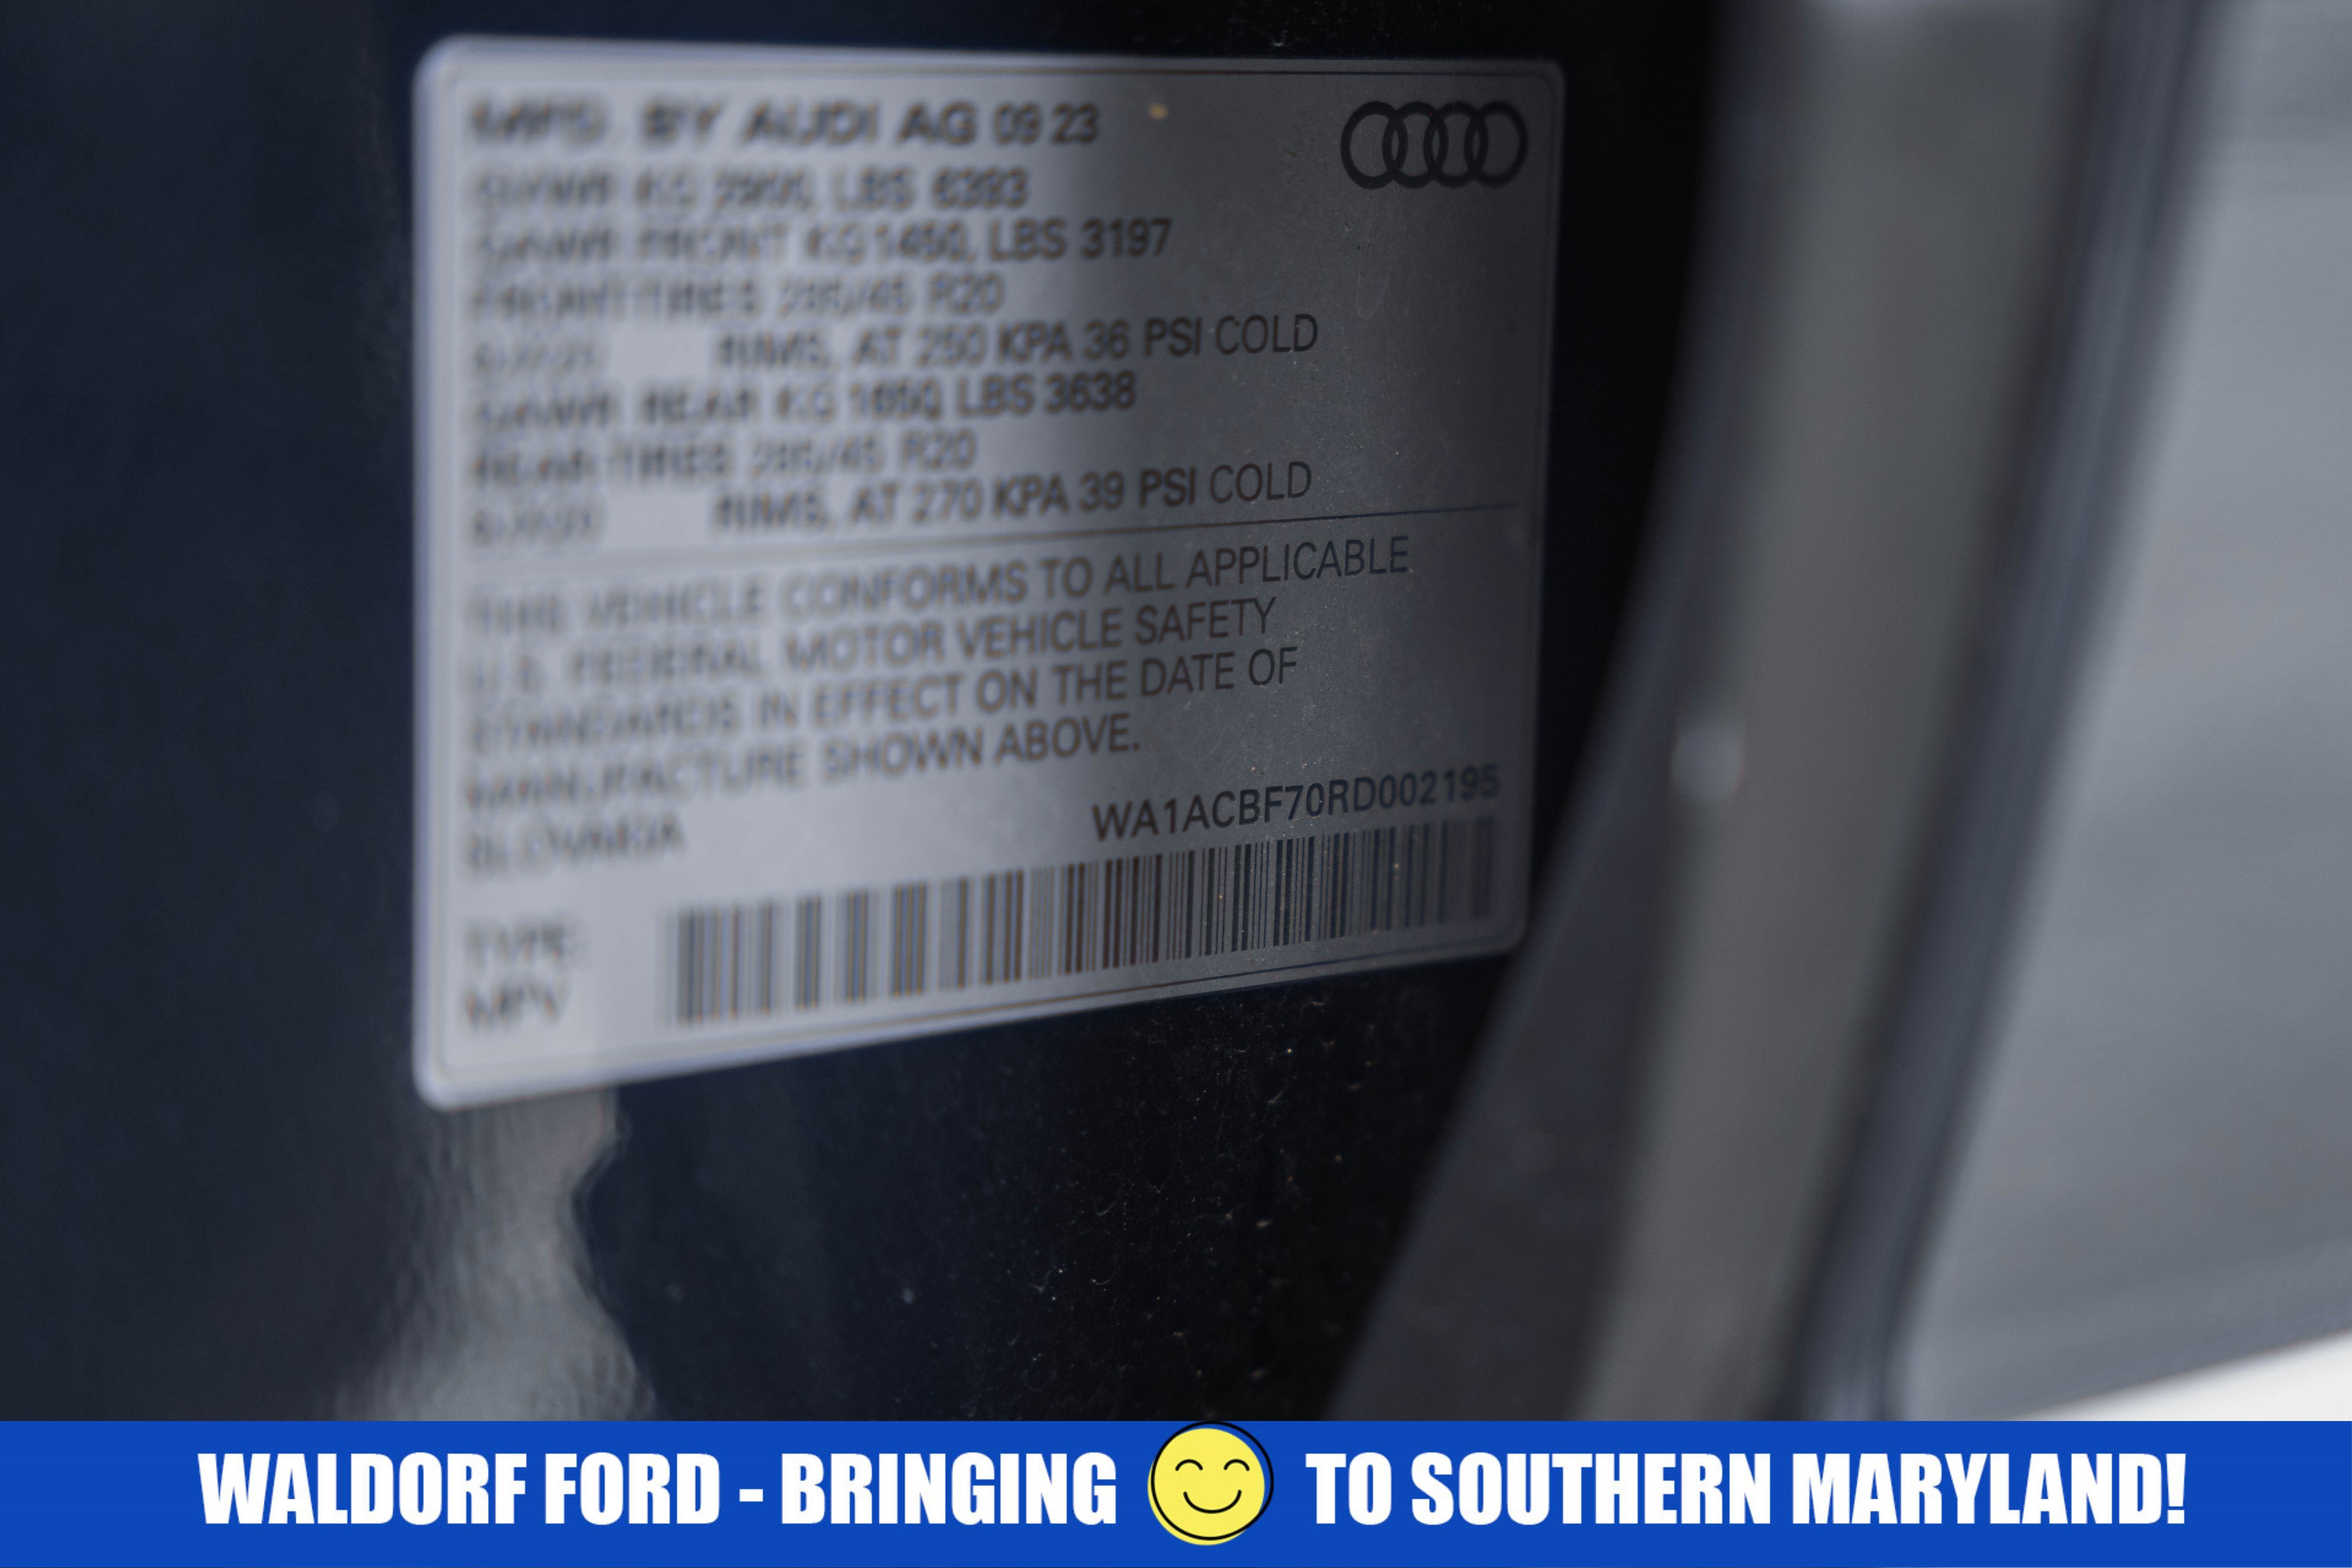 MFD. BY AUDI AG 09 23
GVWR KG 2900, LBS 6393
GAWR FRONT KG 1450, LBS 3197
FRONT TIRES 285/45 R20
RIMS, AT 250 KPA 36 PSI COLD
GAWR REAR KG 1650, LBS 3638
REAR TIRES 285/45 R20
RIMS, AT 270 KPA 39 PSI COLD
THIS VEHICLE CONFORMS TO ALL APPLICABLE
U.S. FEDERAL MOTOR VEHICLE SAFETY
STANDARDS IN EFFECT ON THE DATE OF
MANUFACTURE SHOWN ABOVE.
SLOVAKIA
WA1ACBF70RD002195
TYPE:
MPV
WALDORF FORD - BRINGING TO SOUTHERN MARYLAND!